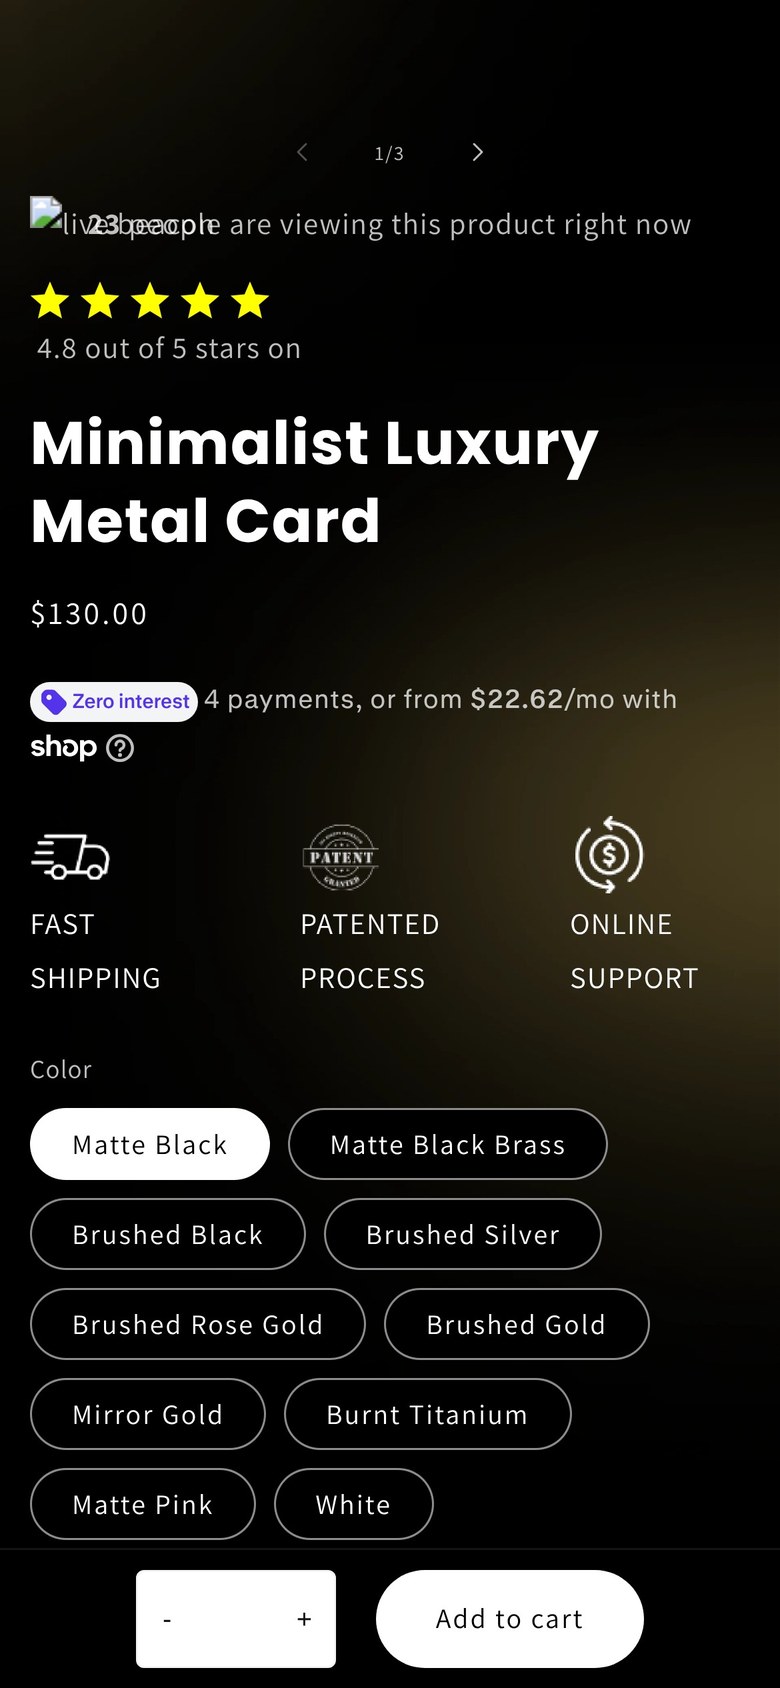 1/3
live beacon 23 people are viewing this product right now
4.8 out of 5 stars on
Minimalist Luxury
Metal Card
$130.00
Zero interest 4 payments, or from $22.62/mo with
shop ?
PATENT
GRANTED
FAST
SHIPPING
PATENTED
PROCESS
ONLINE
SUPPORT
Color
Matte Black
Matte Black Brass
Brushed Black
Brushed Silver
Brushed Rose Gold
Brushed Gold
Mirror Gold
Burnt Titanium
Matte Pink
White
- +
Add to cart